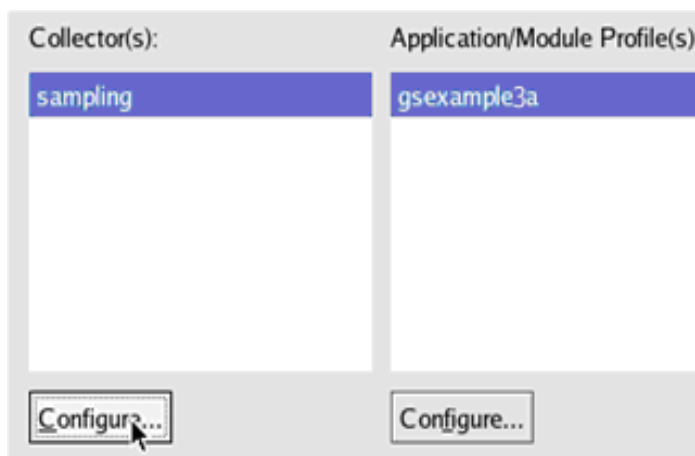 Collector(s):
Application/Module Profile(s)
sampling
gsexample3a
Configure...
Configure...